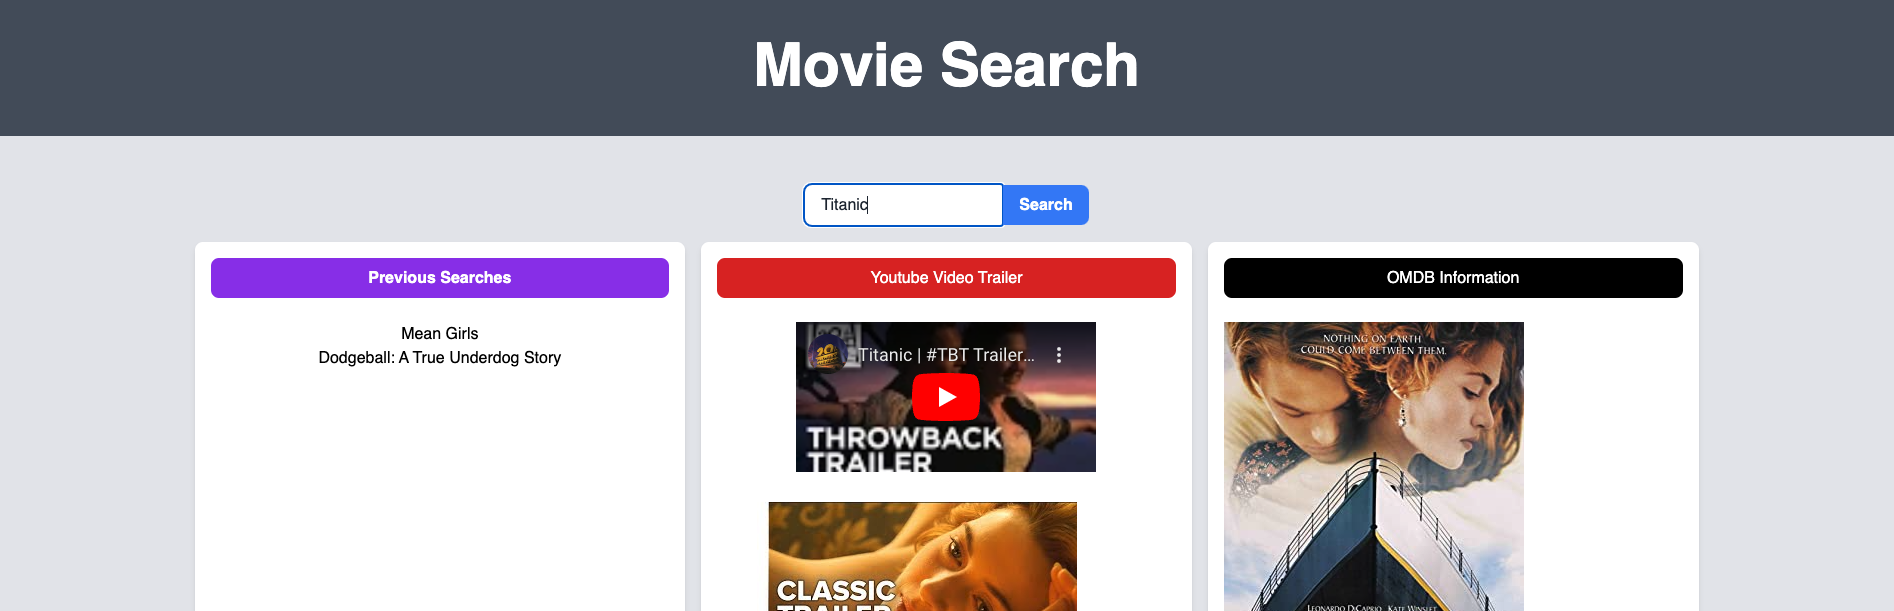 Movie Search
Titanic
Search
Previous Searches
Mean Girls
Dodgeball: A True Underdog Story
Youtube Video Trailer
Titanic | #TBT Trailer...
THROWBACK
TRAILER
CLASSIC
TRAILER
OMDB Information
NOTHING ON EARTH
COULD COME BETWEEN THEM.
LEONARDO DICAPRIO KATE WINSLET